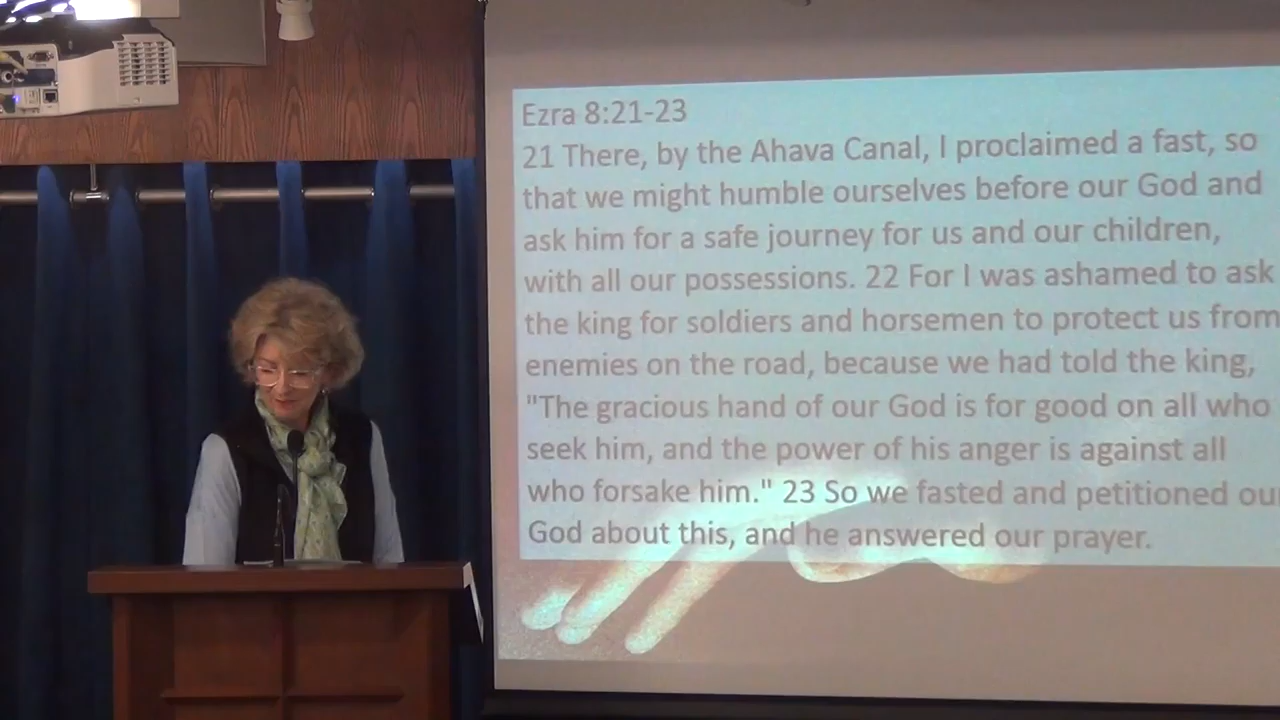 Ezra 8:21-23
21 There, by the Ahava Canal, I proclaimed a fast, so
that we might humble ourselves before our God and
ask him for a safe journey for us and our children,
with all our possessions. 22 For I was ashamed to ask
the king for soldiers and horsemen to protect us from
enemies on the road, because we had told the king,
"The gracious hand of our God is for good on all who
seek him, and the power of his anger is against all
who forsake him." 23 So we fasted and petitioned ou
God about this, and he answered our prayer.